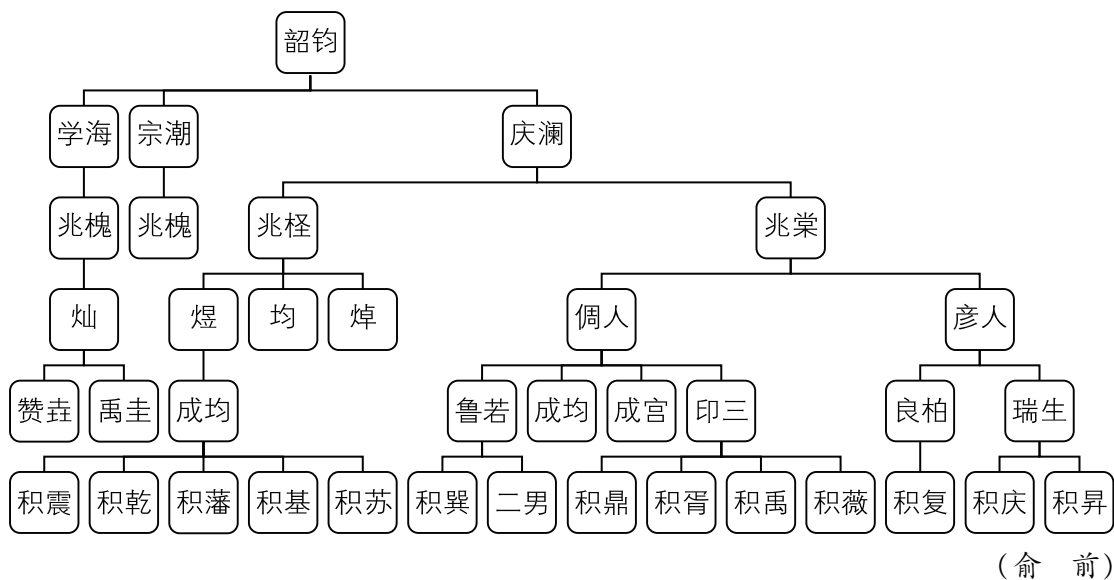 韶钧
学海 宗潮 庆澜
兆槐 兆槐 兆柽 兆棠
灿 煜 均 焯 倜人 彦人
赞垚 禹圭 成均 鲁若 成均 成宫 印三 良柏 瑞生
积震 积乾 积藩 积基 积苏 积巽 二男 积鼎 积胥 积禹 积薇 积复 积庆 积昇
(俞 前)